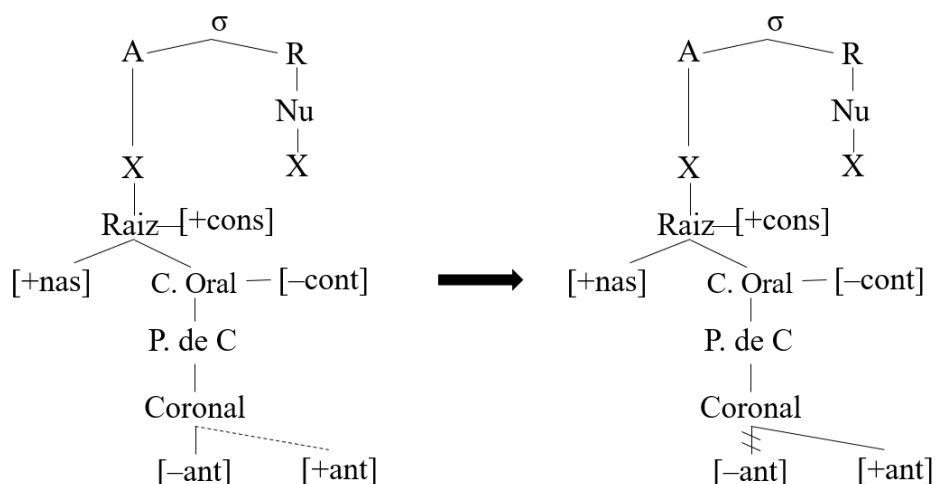 σ σ
A R A R
Nu Nu
X X X X
Raiz [+cons] Raiz [+cons]
[+nas] C. Oral [–cont] [+nas] C. Oral [–cont]
P. de C P. de C
Coronal Coronal
[–ant] [+ant] [–ant] [+ant]